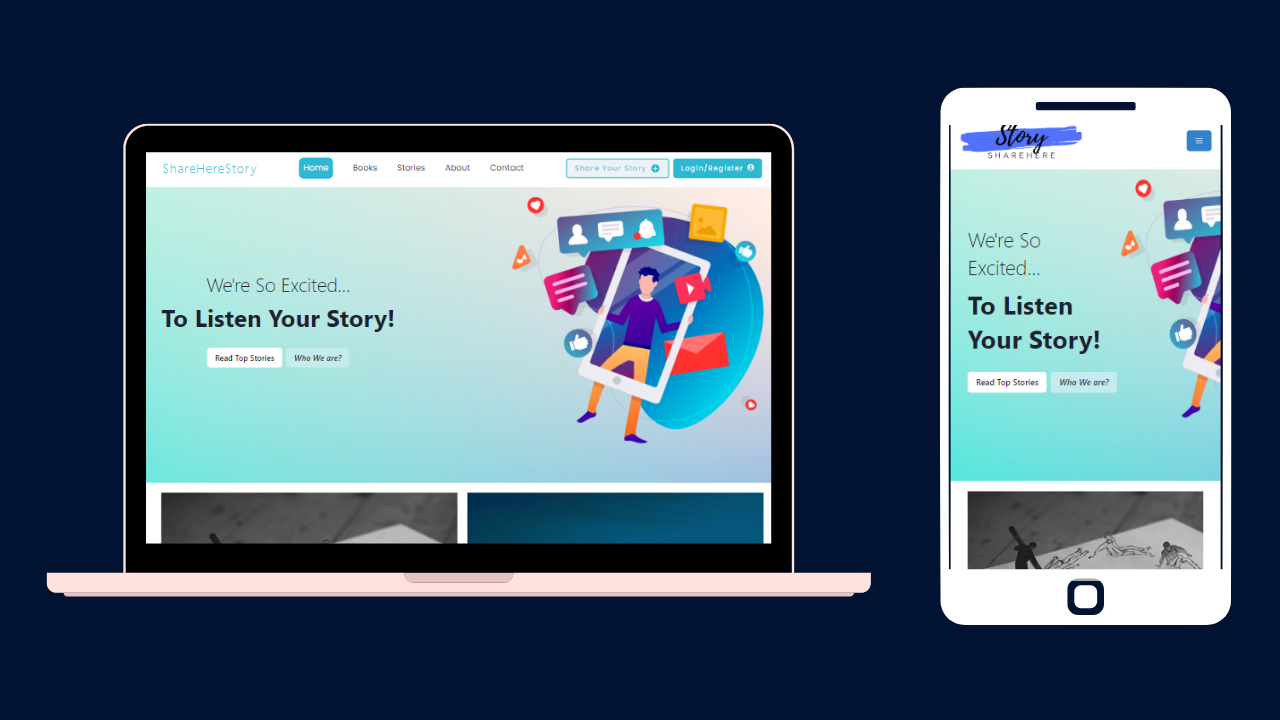 ShareHereStory Home Books Stories About Contact Share Your Story Login/Register
We're So Excited...
To Listen Your Story!
Read Top Stories Who We are?
Story
SHAREHERE
We're So
Excited...
To Listen
Your Story!
Read Top Stories Who We are?